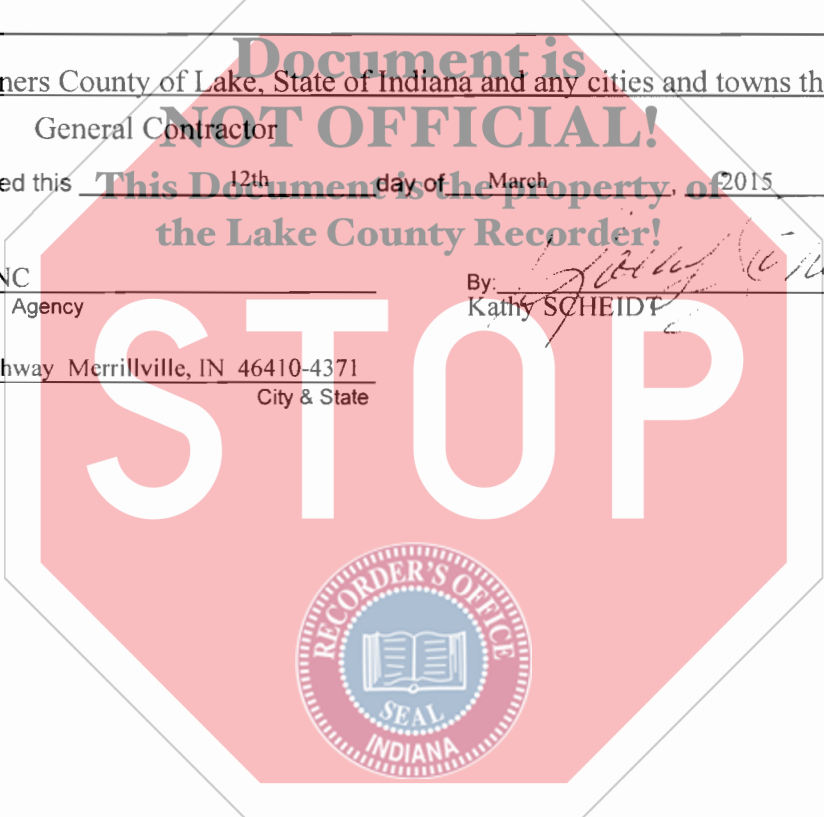 Document is
ners County of Lake, State of Indiana and any cities and towns th
NOT OFFICIAL!
General Contractor
ed this 12th day of March, 2015
This Document is the property of
the Lake County Recorder!
NC By:
Agency Kathy SCHEIDT
hway Merrillville, IN 46410-4371
City & State
STOP
RECORDER'S OFFICE
SEAL
INDIANA